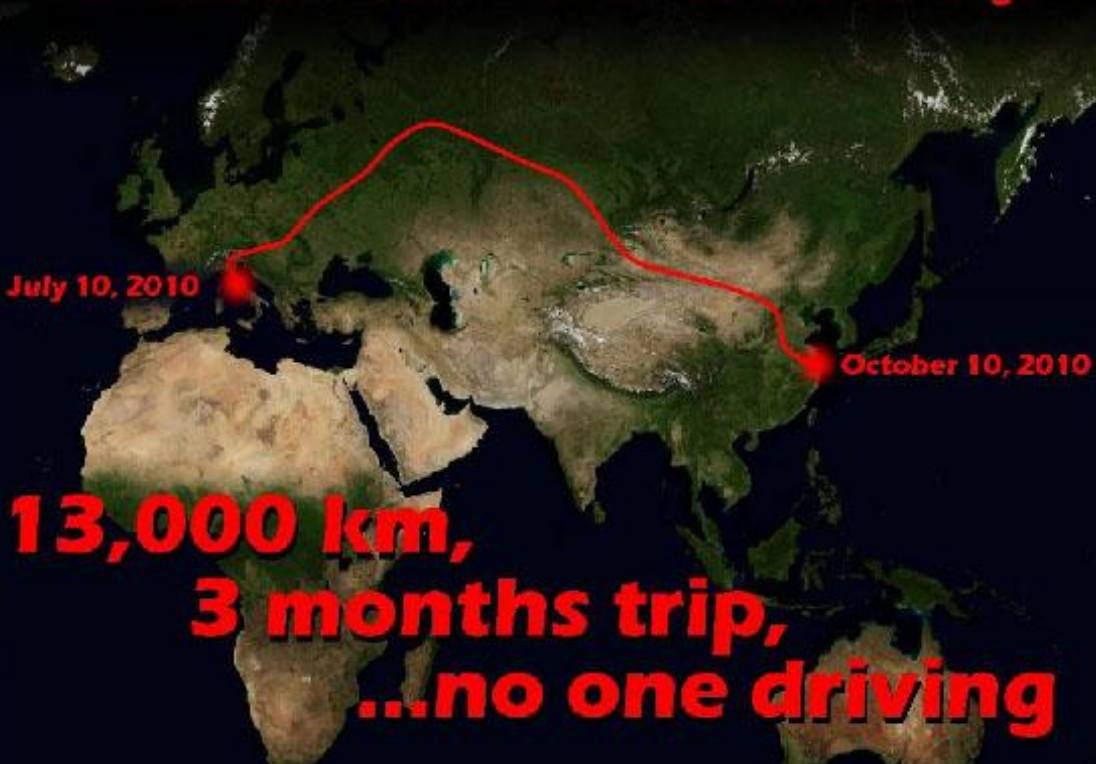 July 10, 2010
October 10, 2010
13,000 km,
3 months trip,
...no one driving